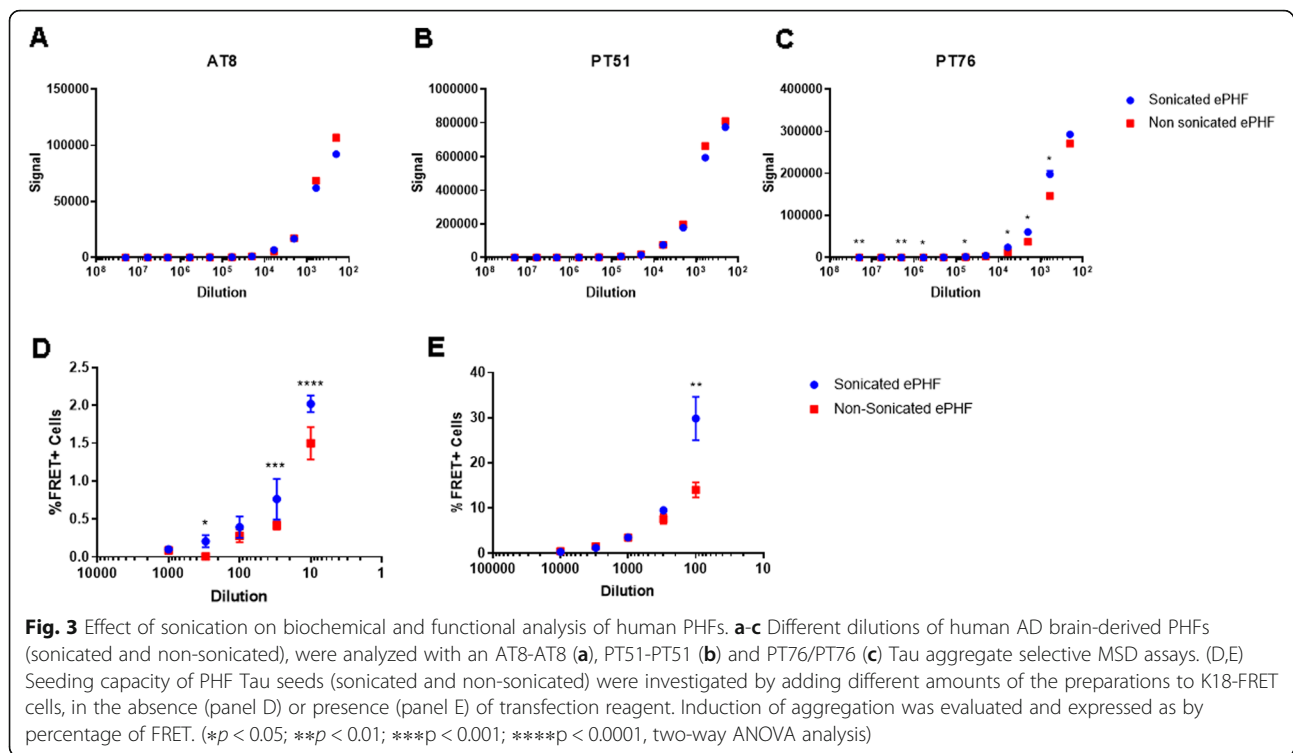 A
AT8
150000
100000
50000
0
Signal
10⁸ 10⁷ 10⁶ 10⁵ 10⁴ 10³ 10²
Dilution
B
PT51
1000000
800000
600000
400000
200000
0
Signal
10⁸ 10⁷ 10⁶ 10⁵ 10⁴ 10³ 10²
Dilution
C
PT76
400000
300000
200000
100000
0
Signal
** ** * * * * *
10⁸ 10⁷ 10⁶ 10⁵ 10⁴ 10³ 10²
Dilution
Sonicated ePHF
Non sonicated ePHF
D
2.5
2.0
1.5
1.0
0.5
0.0
%FRET+ Cells
* *** ****
10000 1000 100 10 1
Dilution
E
40
30
20
10
0
% FRET+ Cells
**
100000 10000 1000 100 10
Dilution
Sonicated ePHF
Non-Sonicated ePHF
Fig. 3 Effect of sonication on biochemical and functional analysis of human PHFs. a-c Different dilutions of human AD brain-derived PHFs
(sonicated and non-sonicated), were analyzed with an AT8-AT8 (a), PT51-PT51 (b) and PT76/PT76 (c) Tau aggregate selective MSD assays. (D,E)
Seeding capacity of PHF Tau seeds (sonicated and non-sonicated) were investigated by adding different amounts of the preparations to K18-FRET
cells, in the absence (panel D) or presence (panel E) of transfection reagent. Induction of aggregation was evaluated and expressed as by
percentage of FRET. (*p < 0.05; **p < 0.01; ***p < 0.001; ****p < 0.0001, two-way ANOVA analysis)